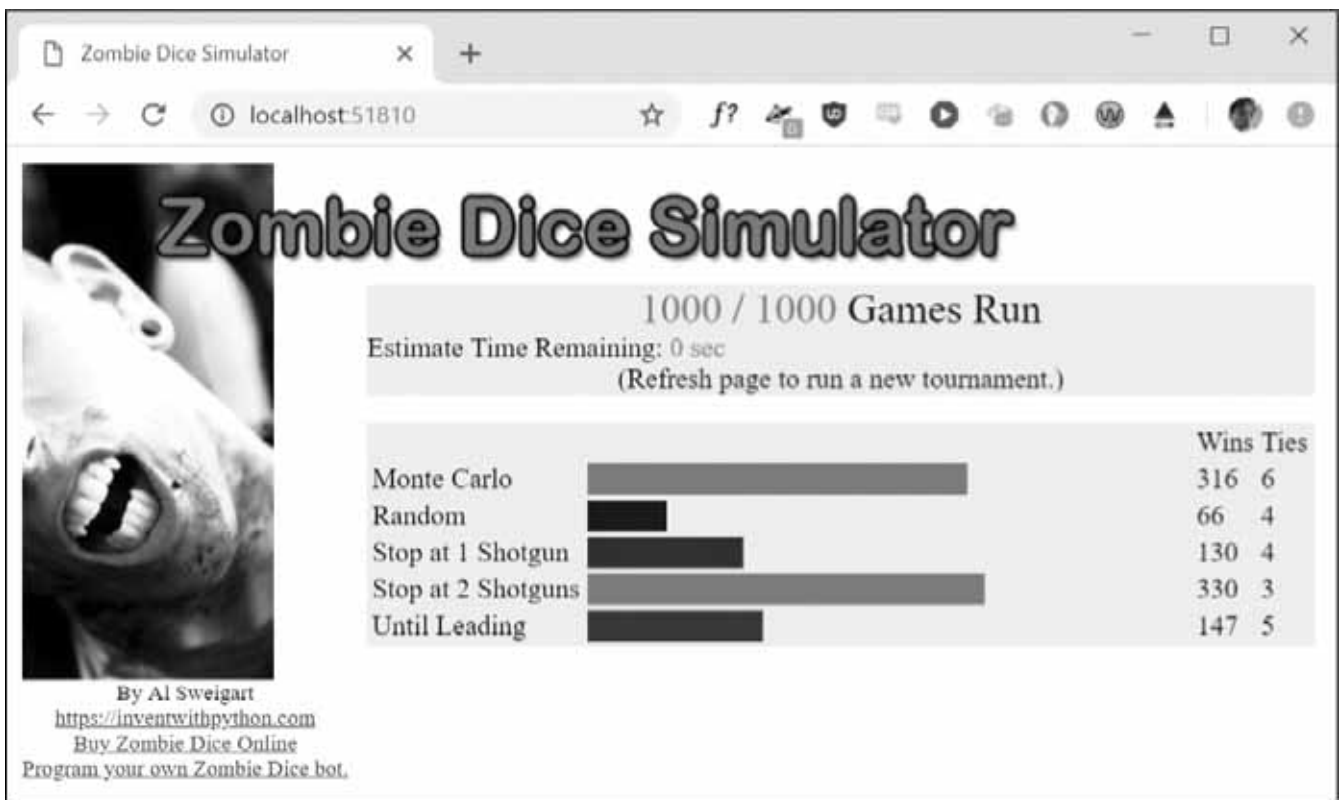 Zombie Dice Simulator
localhost:51810
f?
Zombie Dice Simulator
1000 / 1000 Games Run
Estimate Time Remaining: 0 sec
(Refresh page to run a new tournament.)
Wins Ties
Monte Carlo 316 6
Random 66 4
Stop at 1 Shotgun 130 4
Stop at 2 Shotguns 330 3
Until Leading 147 5
By Al Sweigart
https://inventwithpython.com
Buy Zombie Dice Online
Program your own Zombie Dice bot.